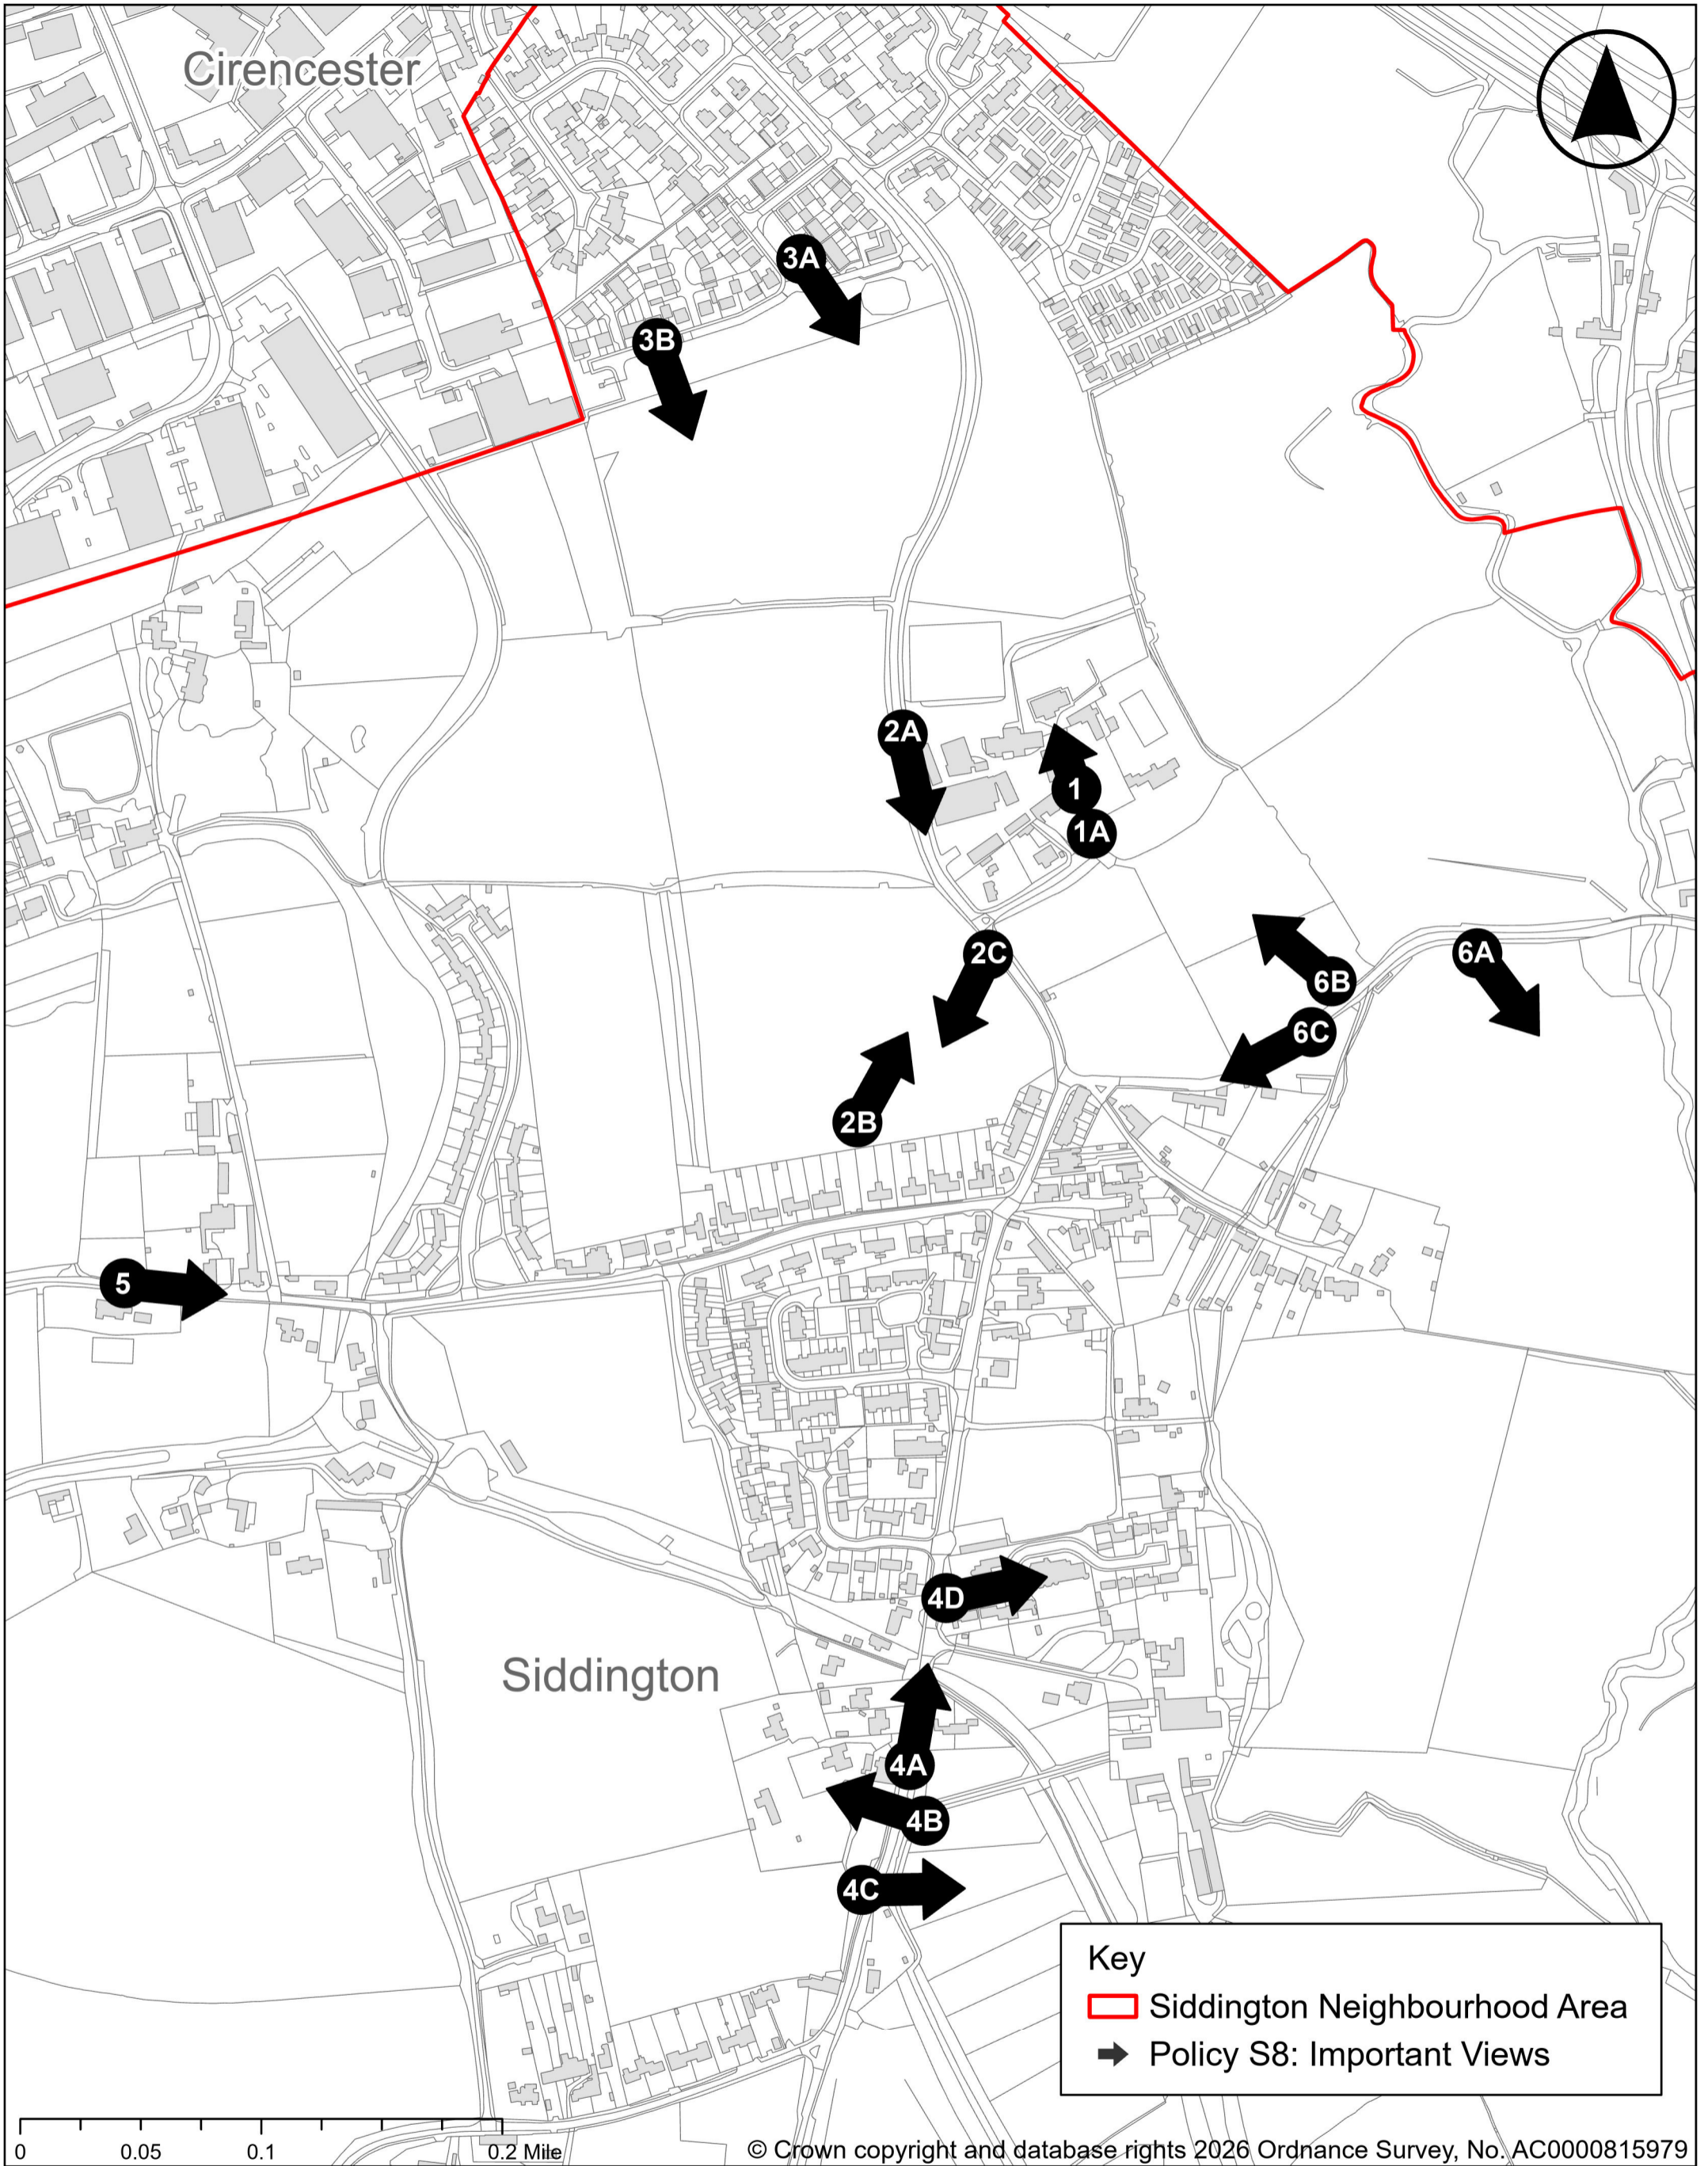 Cirencester
3A
3B
2A
1
1A
2C
6A
6B
6C
2B
5
4D
Siddington
4A
4B
4C
Key
Siddington Neighbourhood Area
Policy S8: Important Views
0 0.05 0.1 0.2 Mile
© Crown copyright and database rights 2026 Ordnance Survey, No. AC0000815979